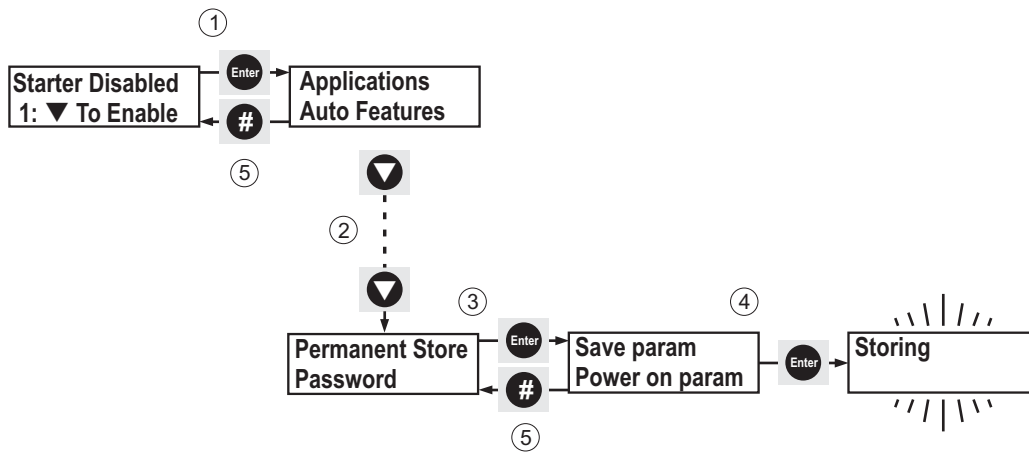 1
Starter Disabled
1: ▼ To Enable
Enter
#
Applications
Auto Features
5
2
3
4
Permanent Store
Password
Enter
#
Save param
Power on param
Enter
Storing
5